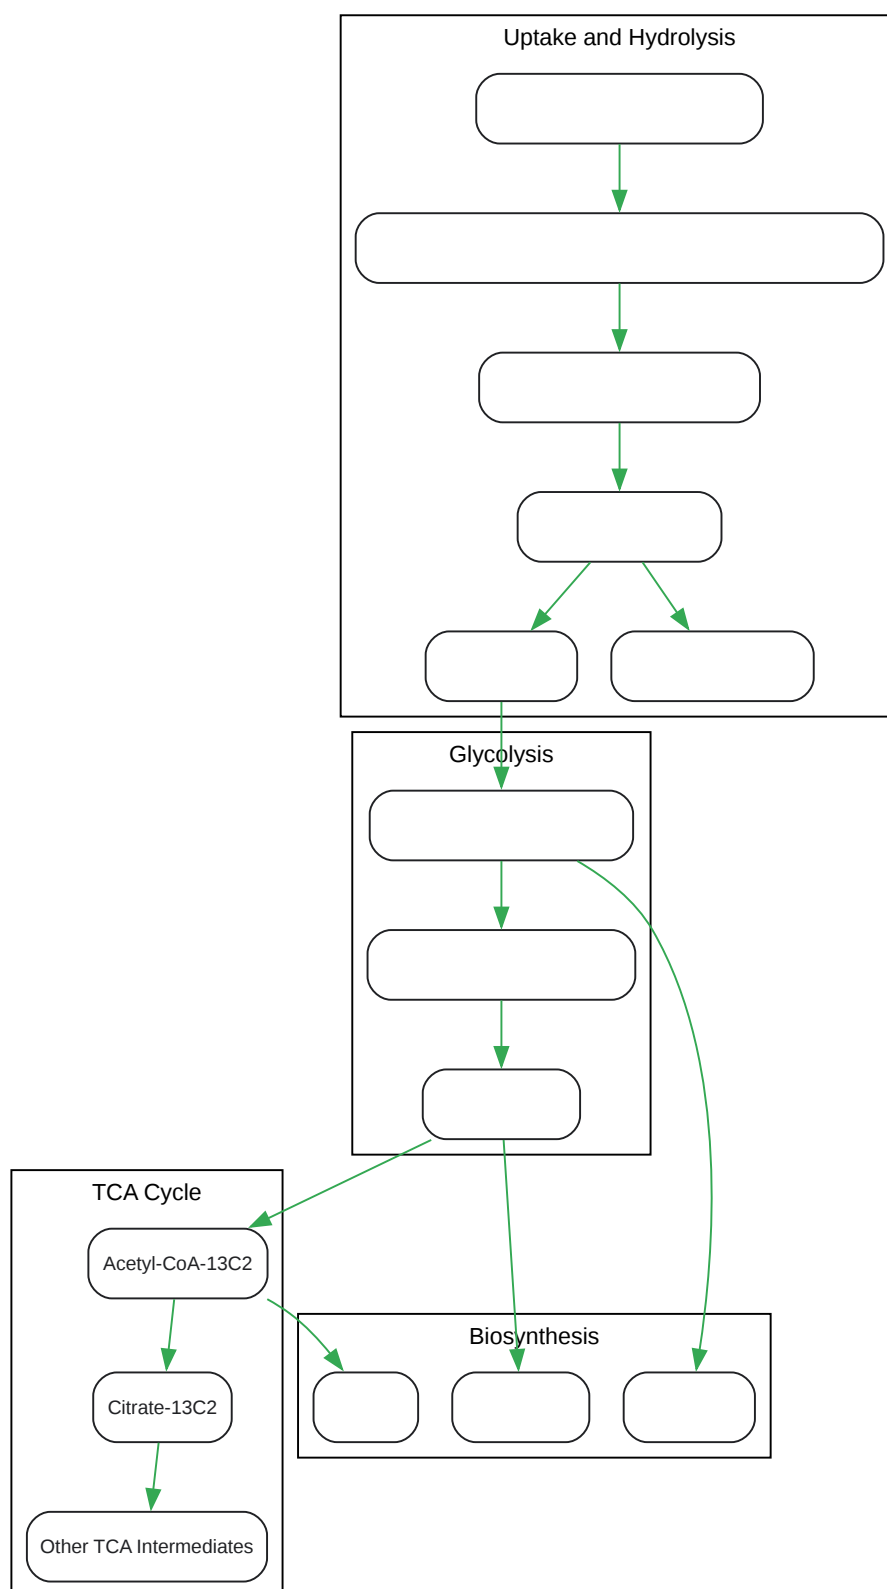 Uptake and Hydrolysis
Glycolysis
TCA Cycle
Acetyl-CoA-13C2
Biosynthesis
Citrate-13C2
Other TCA Intermediates